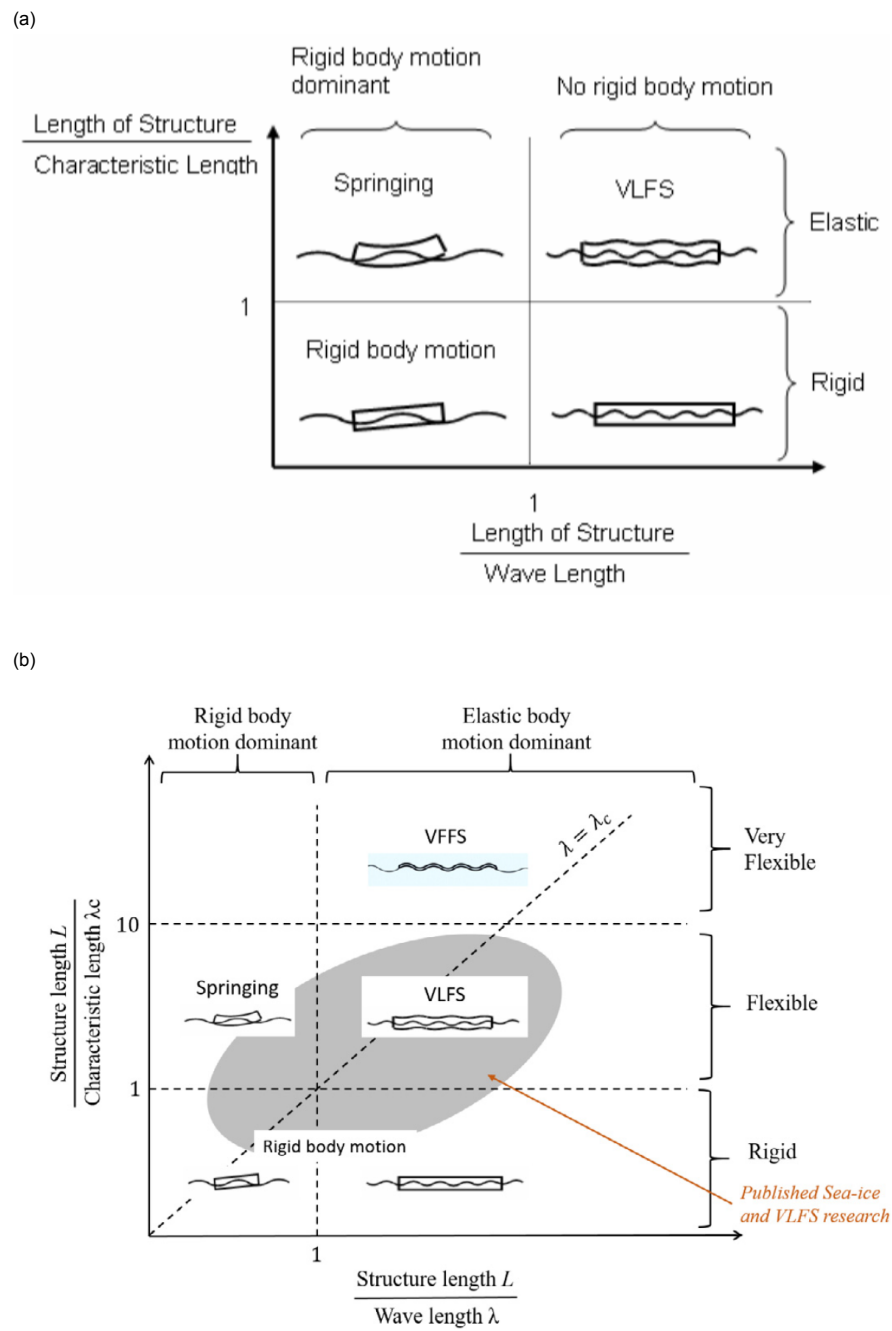 (a)
Rigid body motion
dominant
No rigid body motion
Length of Structure
Characteristic Length
Springing
VLFS
Elastic
1
Rigid body motion
Rigid
1
Length of Structure
Wave Length
(b)
Rigid body
motion dominant
Elastic body
motion dominant
VFFS
λ = λc
Very
Flexible
10
Structure length L
Characteristic length λc
Springing
VLFS
Flexible
1
Rigid body motion
Rigid
Published Sea-ice
and VLFS research
1
Structure length L
Wave length λ